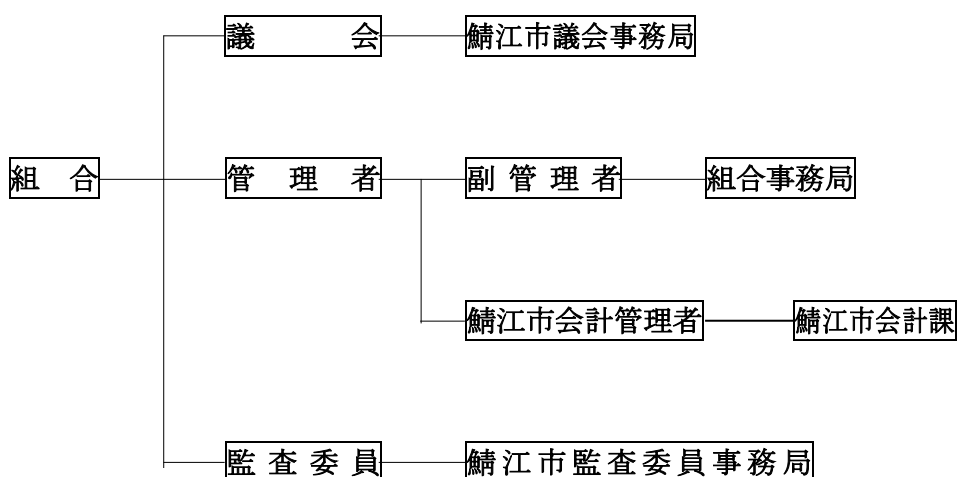 議会 鯖江市議会事務局
組合 管理者 副管理者 組合事務局
鯖江市会計管理者 鯖江市会計課
監査委員 鯖江市監査委員事務局